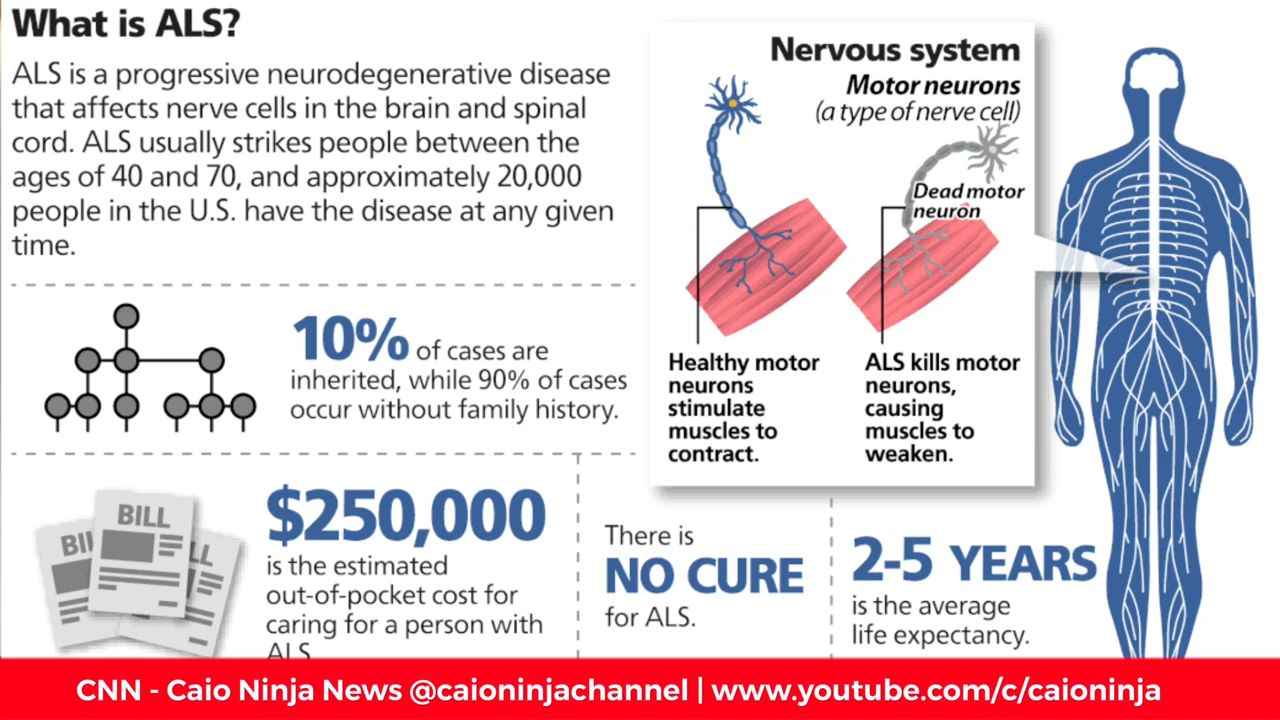 What is ALS?
ALS is a progressive neurodegenerative disease
that affects nerve cells in the brain and spinal
cord. ALS usually strikes people between the
ages of 40 and 70, and approximately 20,000
people in the U.S. have the disease at any given
time.
10% of cases are
inherited, while 90% of cases
occur without family history.
BILL
BI
LL
$250,000
is the estimated
out-of-pocket cost for
caring for a person with
ALS
There is
NO CURE
for ALS.
2-5 YEARS
is the average
life expectancy.
Nervous system
Motor neurons
(a type of nerve cell)
Dead motor
neuron
Healthy motor
neurons
stimulate
muscles to
contract.
ALS kills motor
neurons,
causing
muscles to
weaken.
CNN - Caio Ninja News @caioninjachannel | www.youtube.com/c/caioninja